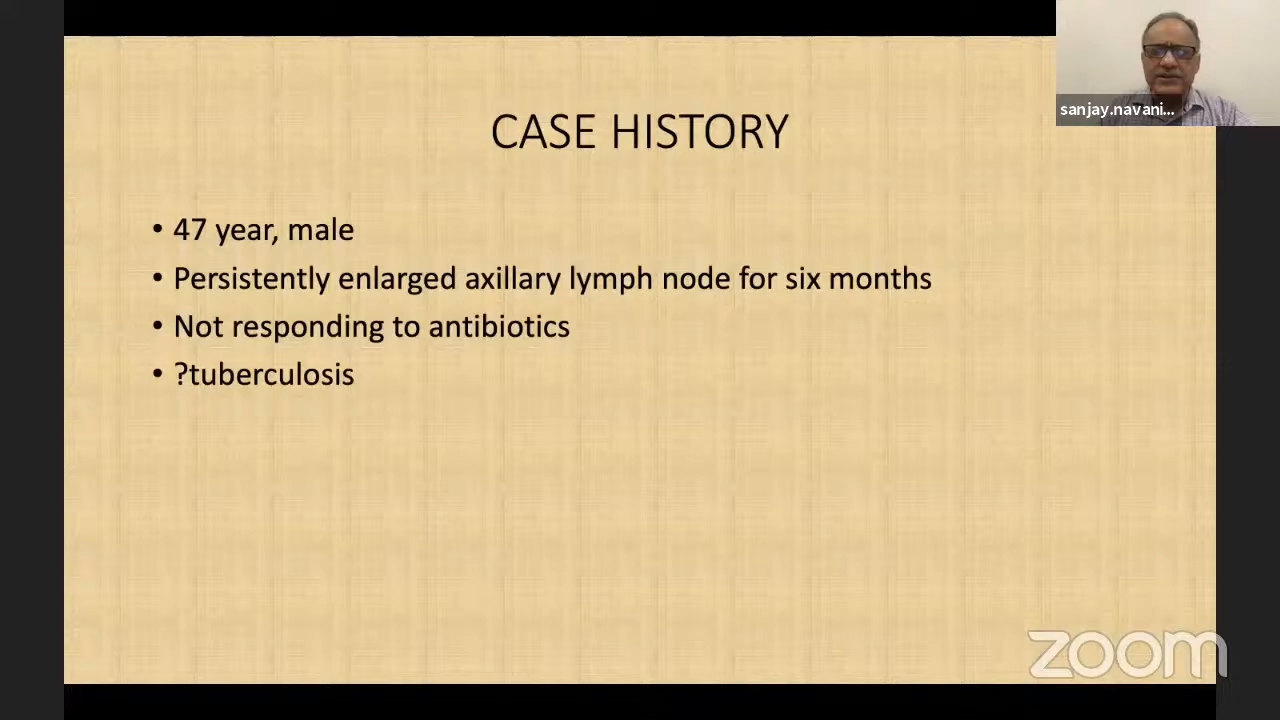 sanjay.navani...
CASE HISTORY
• 47 year, male
• Persistently enlarged axillary lymph node for six months
• Not responding to antibiotics
• ?tuberculosis
zoom